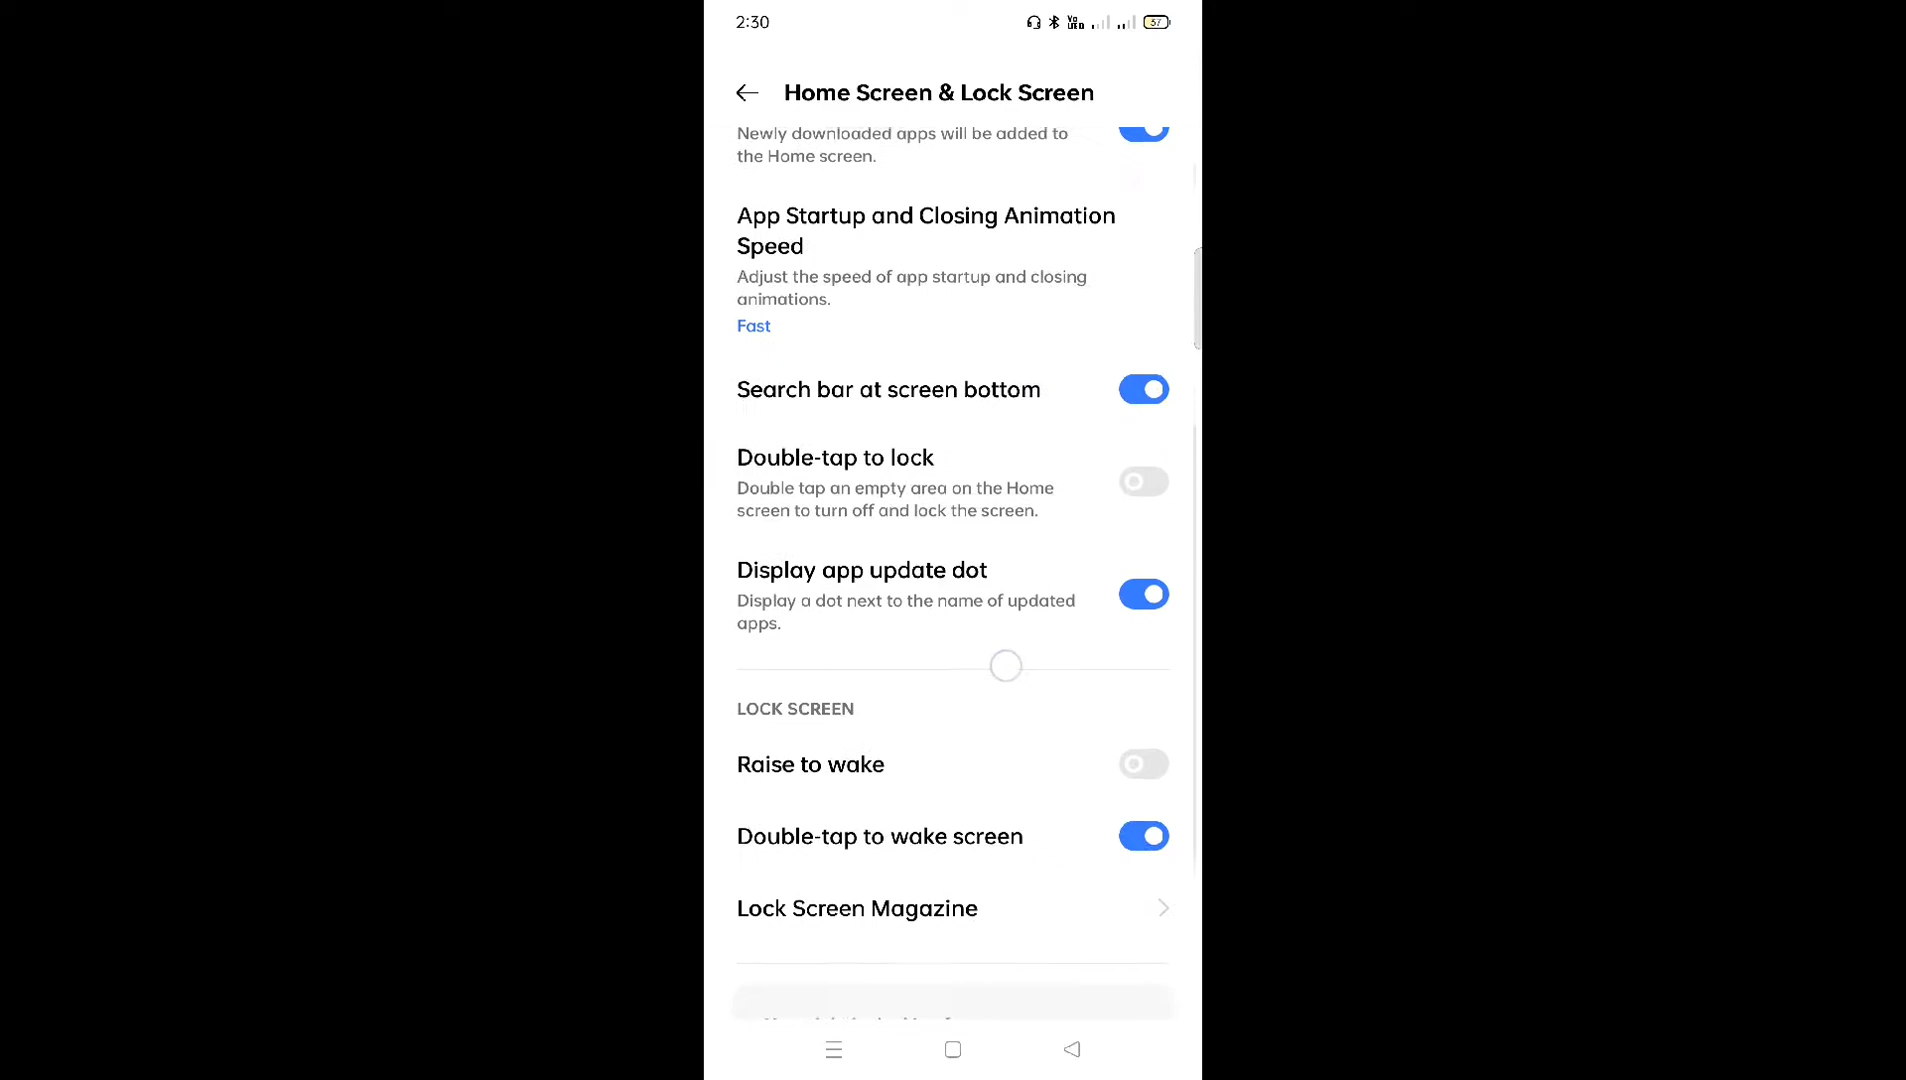 2:30
Vo
LTE
37
Home Screen & Lock Screen
Newly downloaded apps will be added to
the Home screen.
App Startup and Closing Animation
Speed
Adjust the speed of app startup and closing
animations.
Fast
Search bar at screen bottom
Double-tap to lock
Double tap an empty area on the Home
screen to turn off and lock the screen.
Display app update dot
Display a dot next to the name of updated
apps.
LOCK SCREEN
Raise to wake
Double-tap to wake screen
Lock Screen Magazine